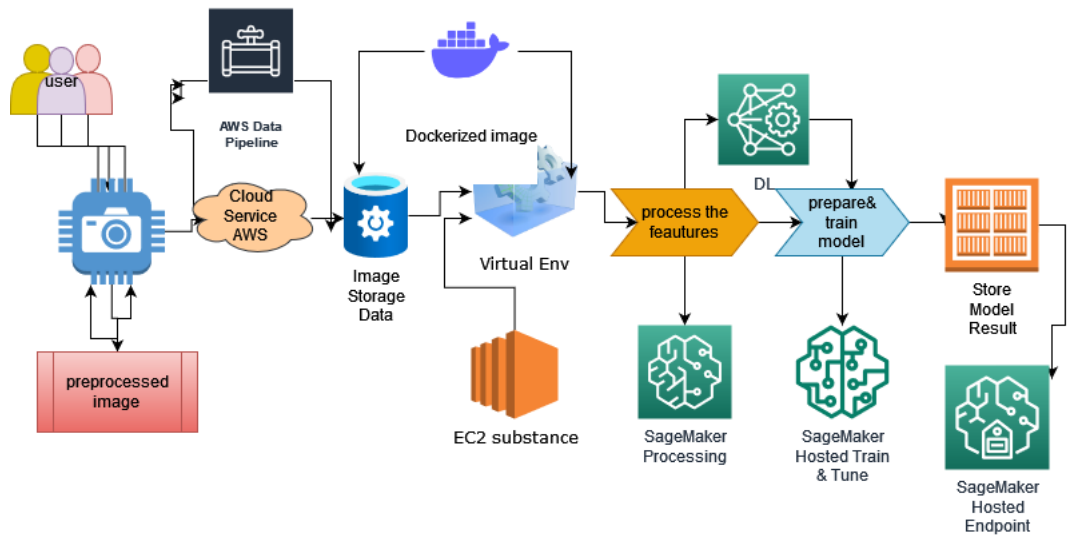 user
AWS Data
Pipeline
Dockerized image
Cloud
Service
AWS
DL
process the
feautures
prepare&
train
model
Virtual Env
Image
Storage
Data
Store
Model
Result
preprocessed
image
EC2 substance
SageMaker
Processing
SageMaker
Hosted Train
& Tune
SageMaker
Hosted
Endpoint